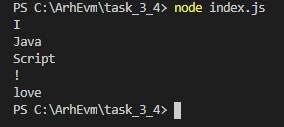 PS C:\ArhEvm\task_3_4> node index.js
I
Java
Script
!
love
PS C:\ArhEvm\task_3_4>